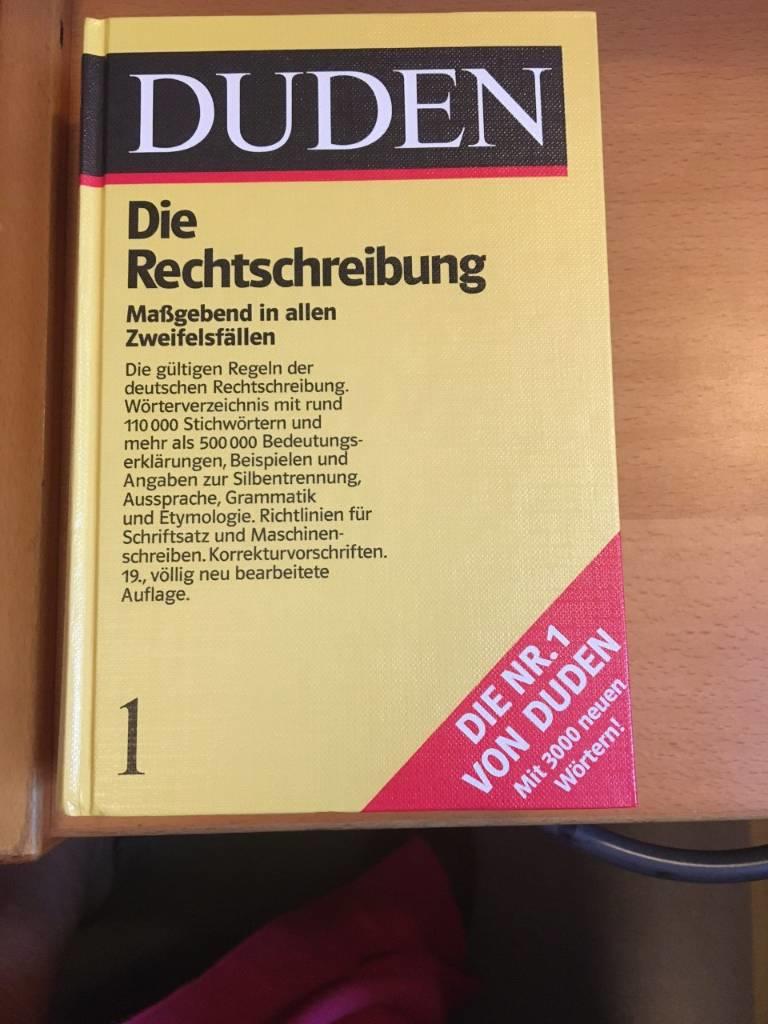 DUDEN
Die
Rechtschreibung
Maßgebend in allen
Zweifelsfällen
Die gültigen Regeln der
deutschen Rechtschreibung.
Wörterverzeichnis mit rund
110 000 Stichwörtern und
mehr als 500 000 Bedeutungs-
erklärungen, Beispielen und
Angaben zur Silbentrennung,
Aussprache, Grammatik
und Etymologie. Richtlinien für
Schriftsatz und Maschinen-
schreiben. Korrekturvorschriften.
19., völlig neu bearbeitete
Auflage.
1
DIE NR. 1
VON DUDEN
Mit 3000 neuen
Wörtern!